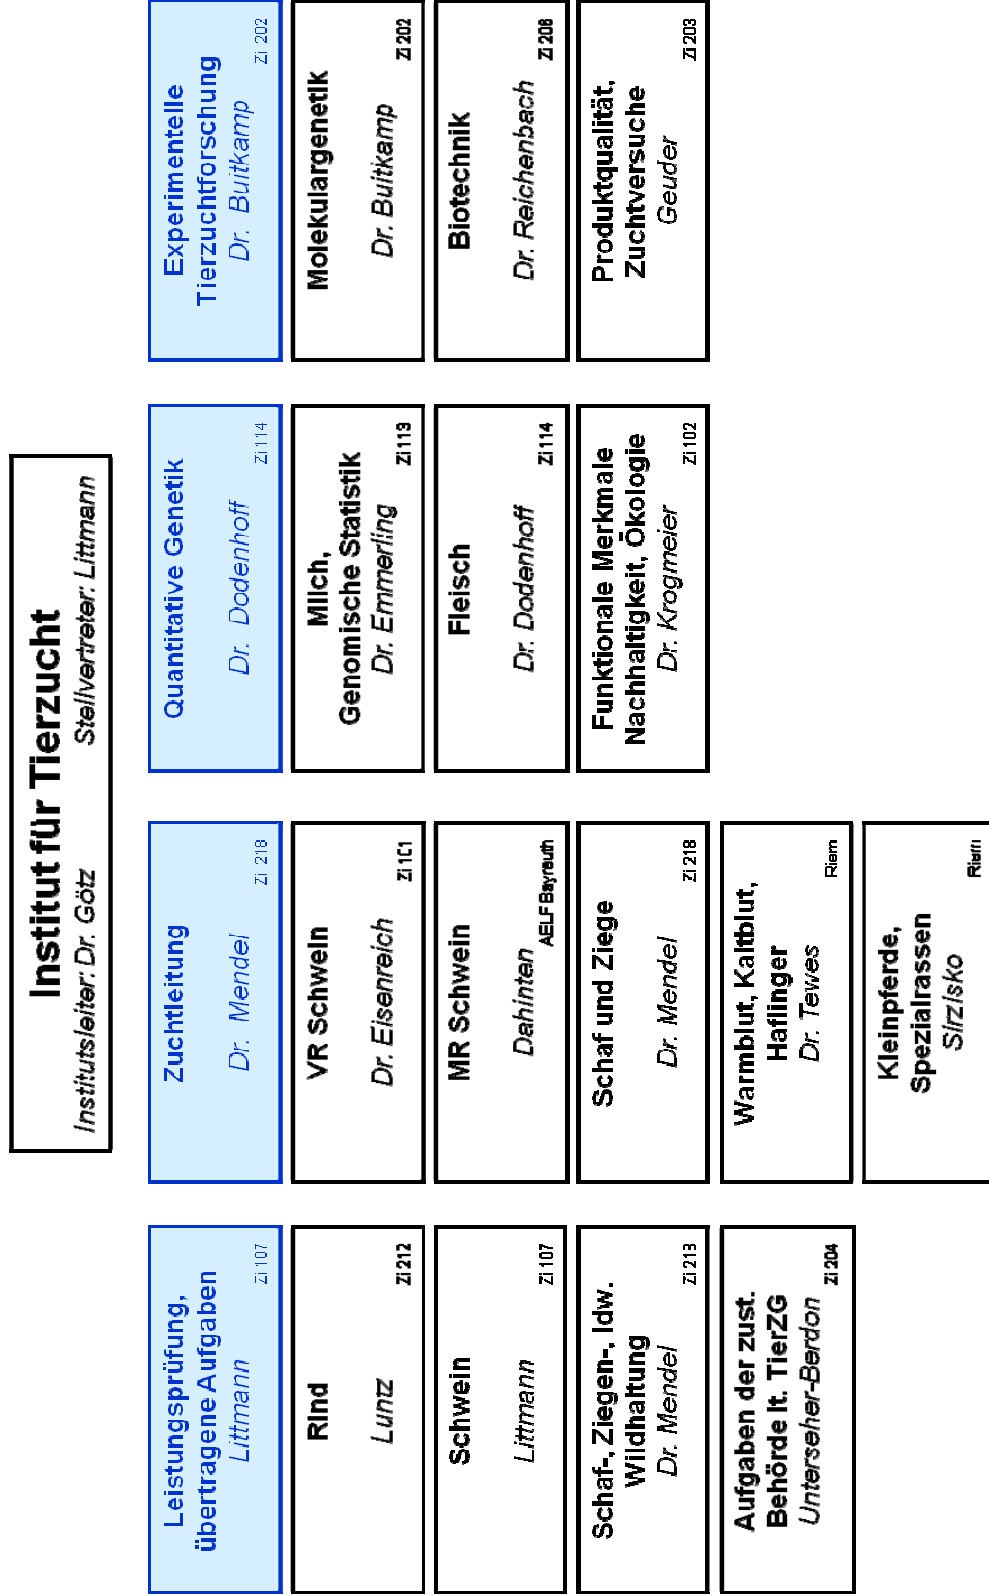 Institut für Tierzucht
Institutsleiter: Dr. Götz Stellvertreter: Littmann
Leistungsprüfung,
übertragene Aufgaben
Littmann
Zi 107
Rind
Luntz
Zi 212
Schwein
Littmann
Zi 107
Schaf-, Ziegen-, ldw.
Wildhaltung
Dr. Mendel
Zi 213
Aufgaben der zust.
Behörde lt. TierZG
Unterseher-Berdon
Zi 204
Zuchtleitung
Dr. Mendel
Zi 218
VR Schwein
Dr. Eisenreich
Zi 101
MR Schwein
Dahinten
AELF Bayreuth
Schaf und Ziege
Dr. Mendel
Zi 218
Warmblut, Kaltblut,
Haflinger
Dr. Tewes
Riem
Kleinpferde,
Spezialrassen
Sirzisko
Riem
Quantitative Genetik
Dr. Dodenhoff
Zi 114
Milch,
Genomische Statistik
Dr. Emmerling
Zi 113
Fleisch
Dr. Dodenhoff
Zi 114
Funktionale Merkmale
Nachhaltigkeit, Ökologie
Dr. Krogmeier
Zi 102
Experimentelle
Tierzuchtforschung
Dr. Buitkamp
Zi 202
Molekulargenetik
Dr. Buitkamp
Zi 202
Biotechnik
Dr. Reichenbach
Zi 206
Produktqualität,
Zuchtversuche
Geuder
Zi 203